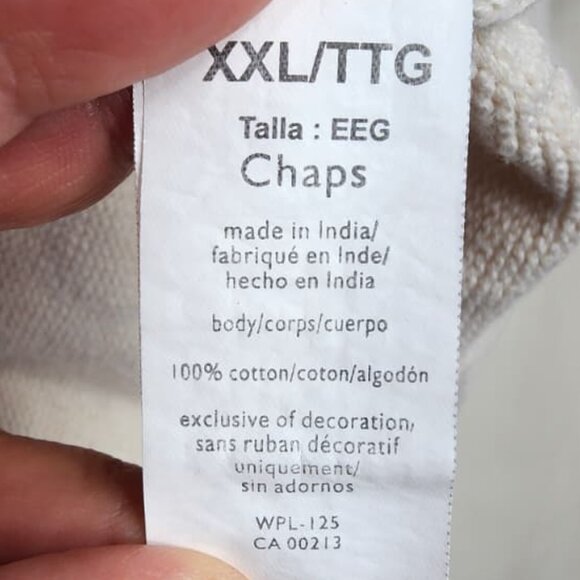 XXL/TTG
Talla : EEG
Chaps
made in India/
fabriqué en Inde/
hecho en India
body/corps/cuerpo
100% cotton/coton/algodón
exclusive of decoration,
sans ruban décoratif
uniquement/
sin adornos
WPL-125
CA 00213